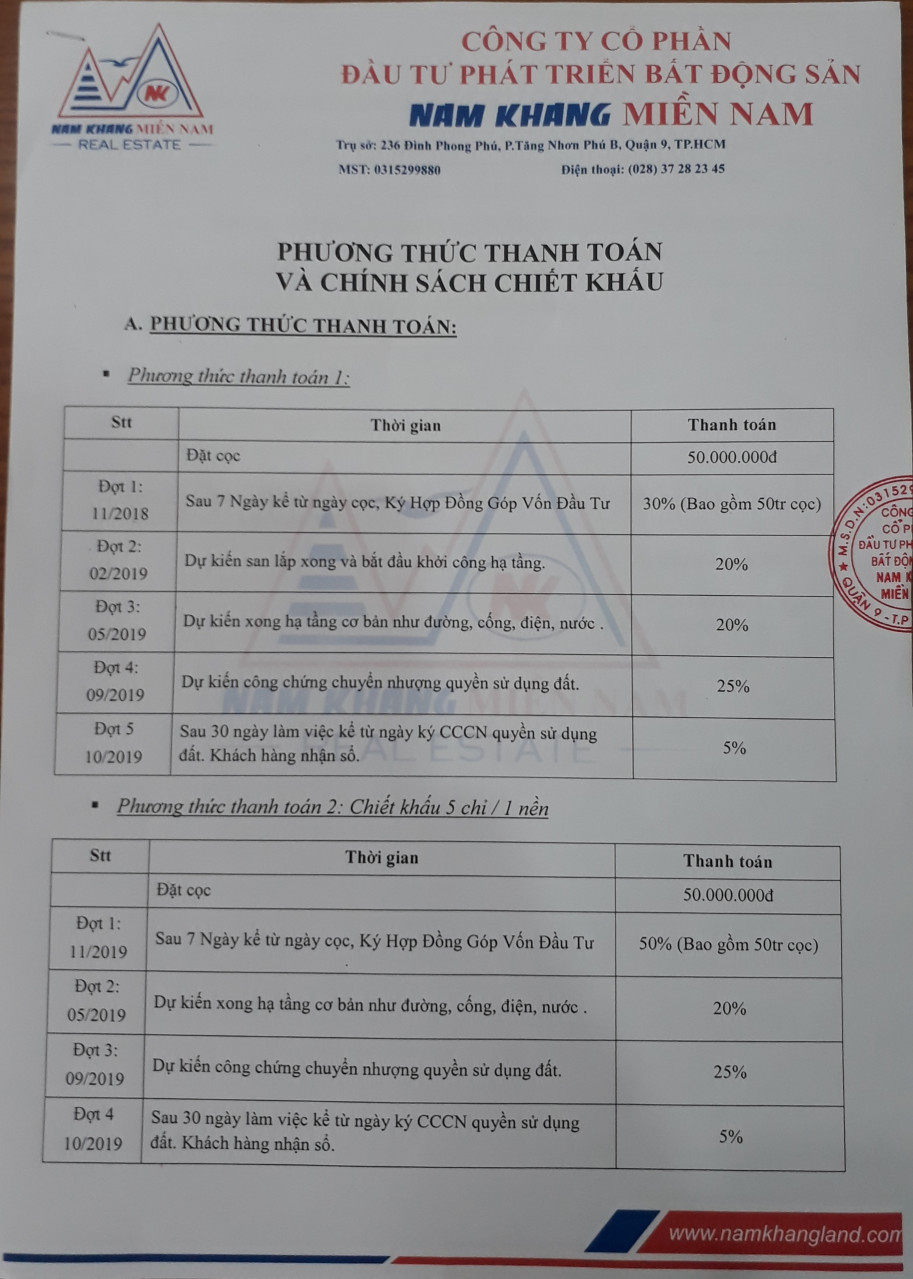 NK
NAM KHANG MIỀN NAM
REAL ESTATE
CÔNG TY CỔ PHẦN
ĐẦU TƯ PHÁT TRIỂN BẤT ĐỘNG SẢN
NAM KHANG MIỀN NAM
Trụ sở: 236 Đình Phong Phú, P.Tăng Nhơn Phú B, Quận 9, TP.HCM
MST: 0315299880 Điện thoại: (028) 37 28 23 45
PHƯƠNG THỨC THANH TOÁN
VÀ CHÍNH SÁCH CHIẾT KHẤU
A. PHƯƠNG THỨC THANH TOÁN:
▪ Phương thức thanh toán 1:
Stt Thời gian Thanh toán
Đặt cọc 50.000.000đ
Đợt 1:
11/2018 Sau 7 Ngày kể từ ngày cọc, Ký Hợp Đồng Góp Vốn Đầu Tư 30% (Bao gồm 50tr cọc)
Đợt 2:
02/2019 Dự kiến san lắp xong và bắt đầu khởi công hạ tầng. 20%
Đợt 3:
05/2019 Dự kiến xong hạ tầng cơ bản như đường, cống, điện, nước . 20%
Đợt 4:
09/2019 Dự kiến công chứng chuyển nhượng quyền sử dụng đất. 25%
Đợt 5 Sau 30 ngày làm việc kể từ ngày ký CCCN quyền sử dụng
10/2019 đất. Khách hàng nhận sổ. 5%
M.S.D.N:03152
CÔNG
CỔ P
ĐẦU TƯ PH
BẤT ĐỘ
NAM K
MIỀN
QUẬN 9 - T.P
NK
NAM KHANG MIỀN NAM
REAL ESTATE
▪ Phương thức thanh toán 2: Chiết khấu 5 chỉ / 1 nền
Stt Thời gian Thanh toán
Đặt cọc 50.000.000đ
Đợt 1:
11/2019 Sau 7 Ngày kể từ ngày cọc, Ký Hợp Đồng Góp Vốn Đầu Tư 50% (Bao gồm 50tr cọc)
Đợt 2:
05/2019 Dự kiến xong hạ tầng cơ bản như đường, cống, điện, nước . 20%
Đợt 3:
09/2019 Dự kiến công chứng chuyển nhượng quyền sử dụng đất. 25%
Đợt 4 Sau 30 ngày làm việc kể từ ngày ký CCCN quyền sử dụng
10/2019 đất. Khách hàng nhận sổ. 5%
www.namkhangland.com